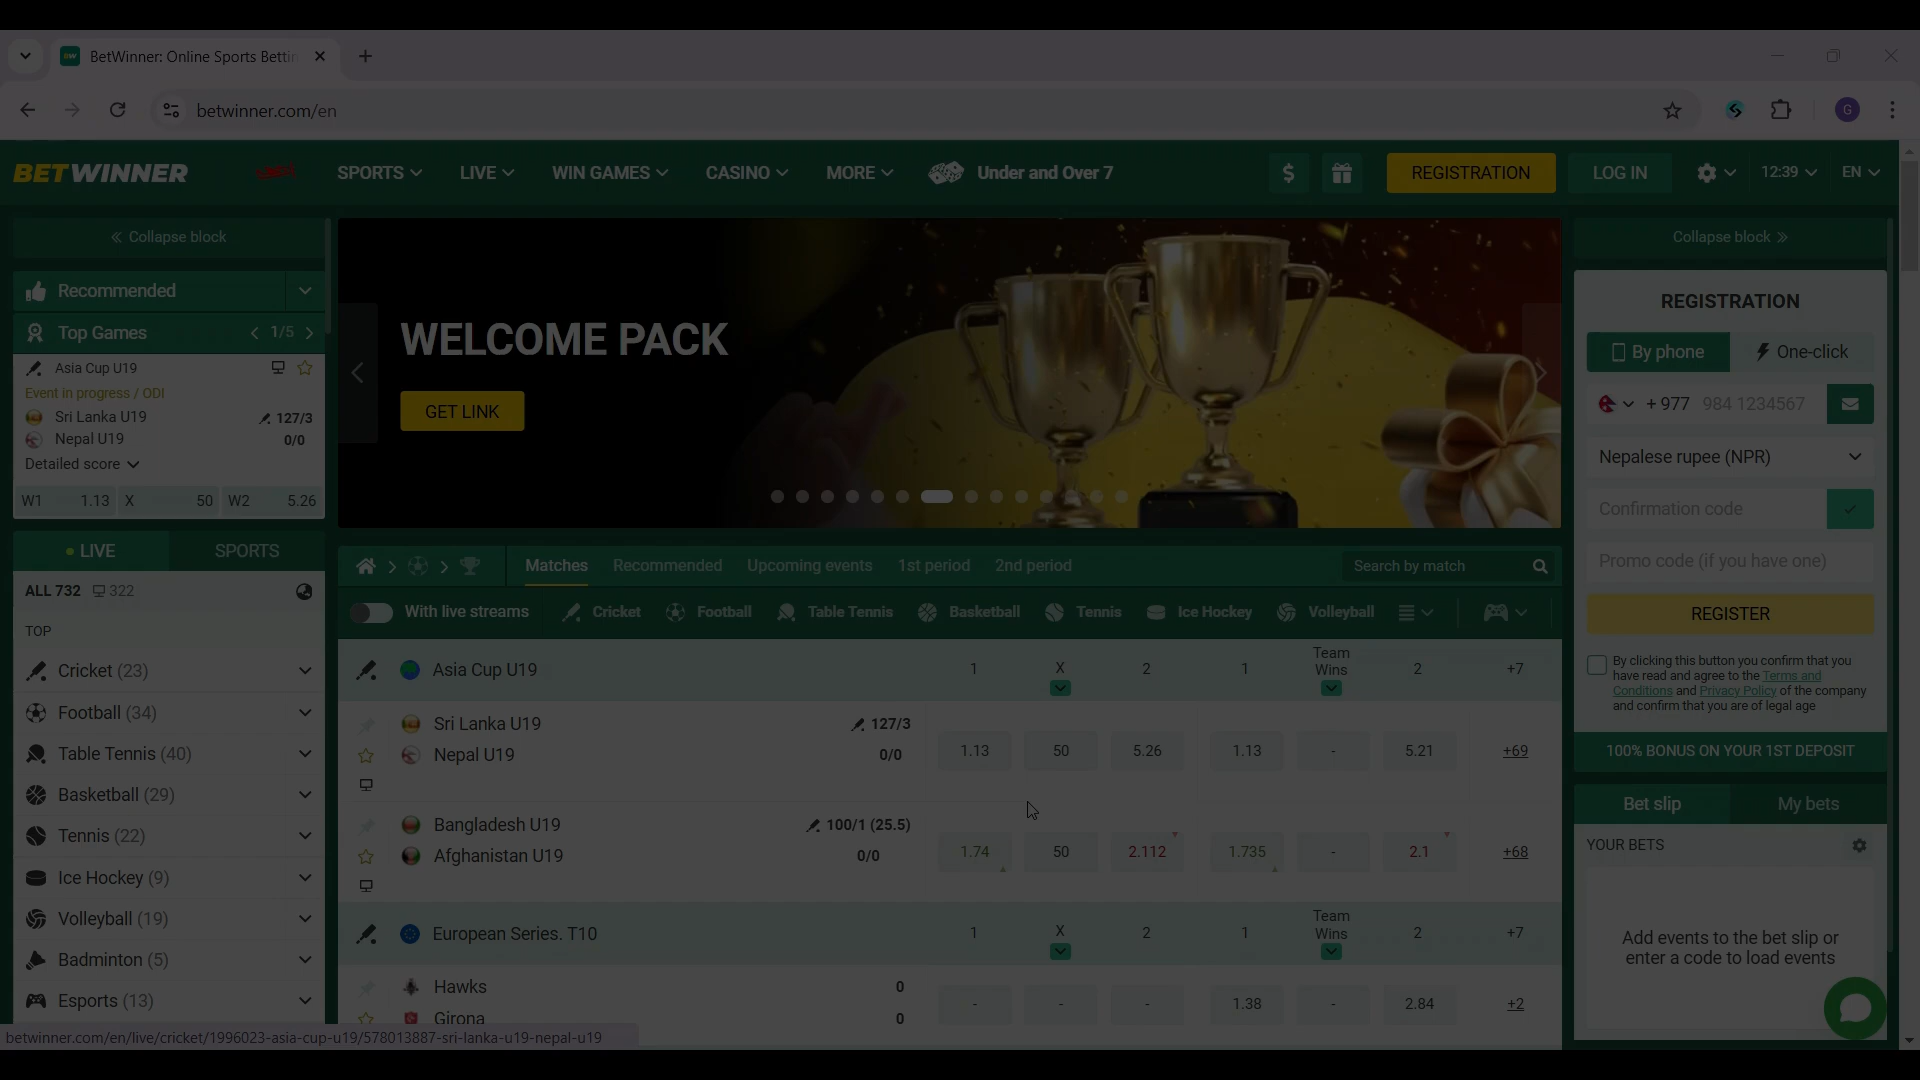 BetWinner: Online Sports Bettin
betwinner.com/en
G
BETWINNER
SPORTS
LIVE
WIN GAMES
CASINO
MORE
Under and Over 7
$
REGISTRATION
LOG IN
12:39
EN
Collapse block
Recommended
Top Games
1/5
Asia Cup U19
Event in progress / ODI
Sri Lanka U19 127/3
Nepal U19 0/0
Detailed score
W1 1.13 X 50 W2 5.26
LIVE SPORTS
ALL 732 322
TOP
Cricket (23)
Football (34)
Table Tennis (40)
Basketball (29)
Tennis (22)
Ice Hockey (9)
Volleyball (19)
Badminton (5)
Esports (13)
betwinner.com/en/live/cricket/1996023-asia-cup-u19/578013887-sri-lanka-u19-nepal-u19
WELCOME PACK
GET LINK
Matches Recommended Upcoming events 1st period 2nd period Search by match
With live streams Cricket Football Table Tennis Basketball Tennis Ice Hockey Volleyball
Asia Cup U19 1 X 2 1 Team Wins 2 +7
Sri Lanka U19 127/3
Nepal U19 0/0
1.13 50 5.26 1.13 - 5.21 +69
Bangladesh U19 100/1 (25.5)
Afghanistan U19 0/0
1.74 50 2.112 1.735 - 2.1 +68
European Series. T10 1 X 2 1 Team Wins 2 +7
Hawks 0
Girona 0
- - - 1.38 - 2.84 +2
Collapse block
REGISTRATION
By phone One-click
+ 977 984 1234567
Nepalese rupee (NPR)
Confirmation code
Promo code (if you have one)
REGISTER
By clicking this button you confirm that you
have read and agree to the Terms and
Conditions and Privacy Policy of the company
and confirm that you are of legal age
100% BONUS ON YOUR 1ST DEPOSIT
Bet slip My bets
YOUR BETS
Add events to the bet slip or
enter a code to load events